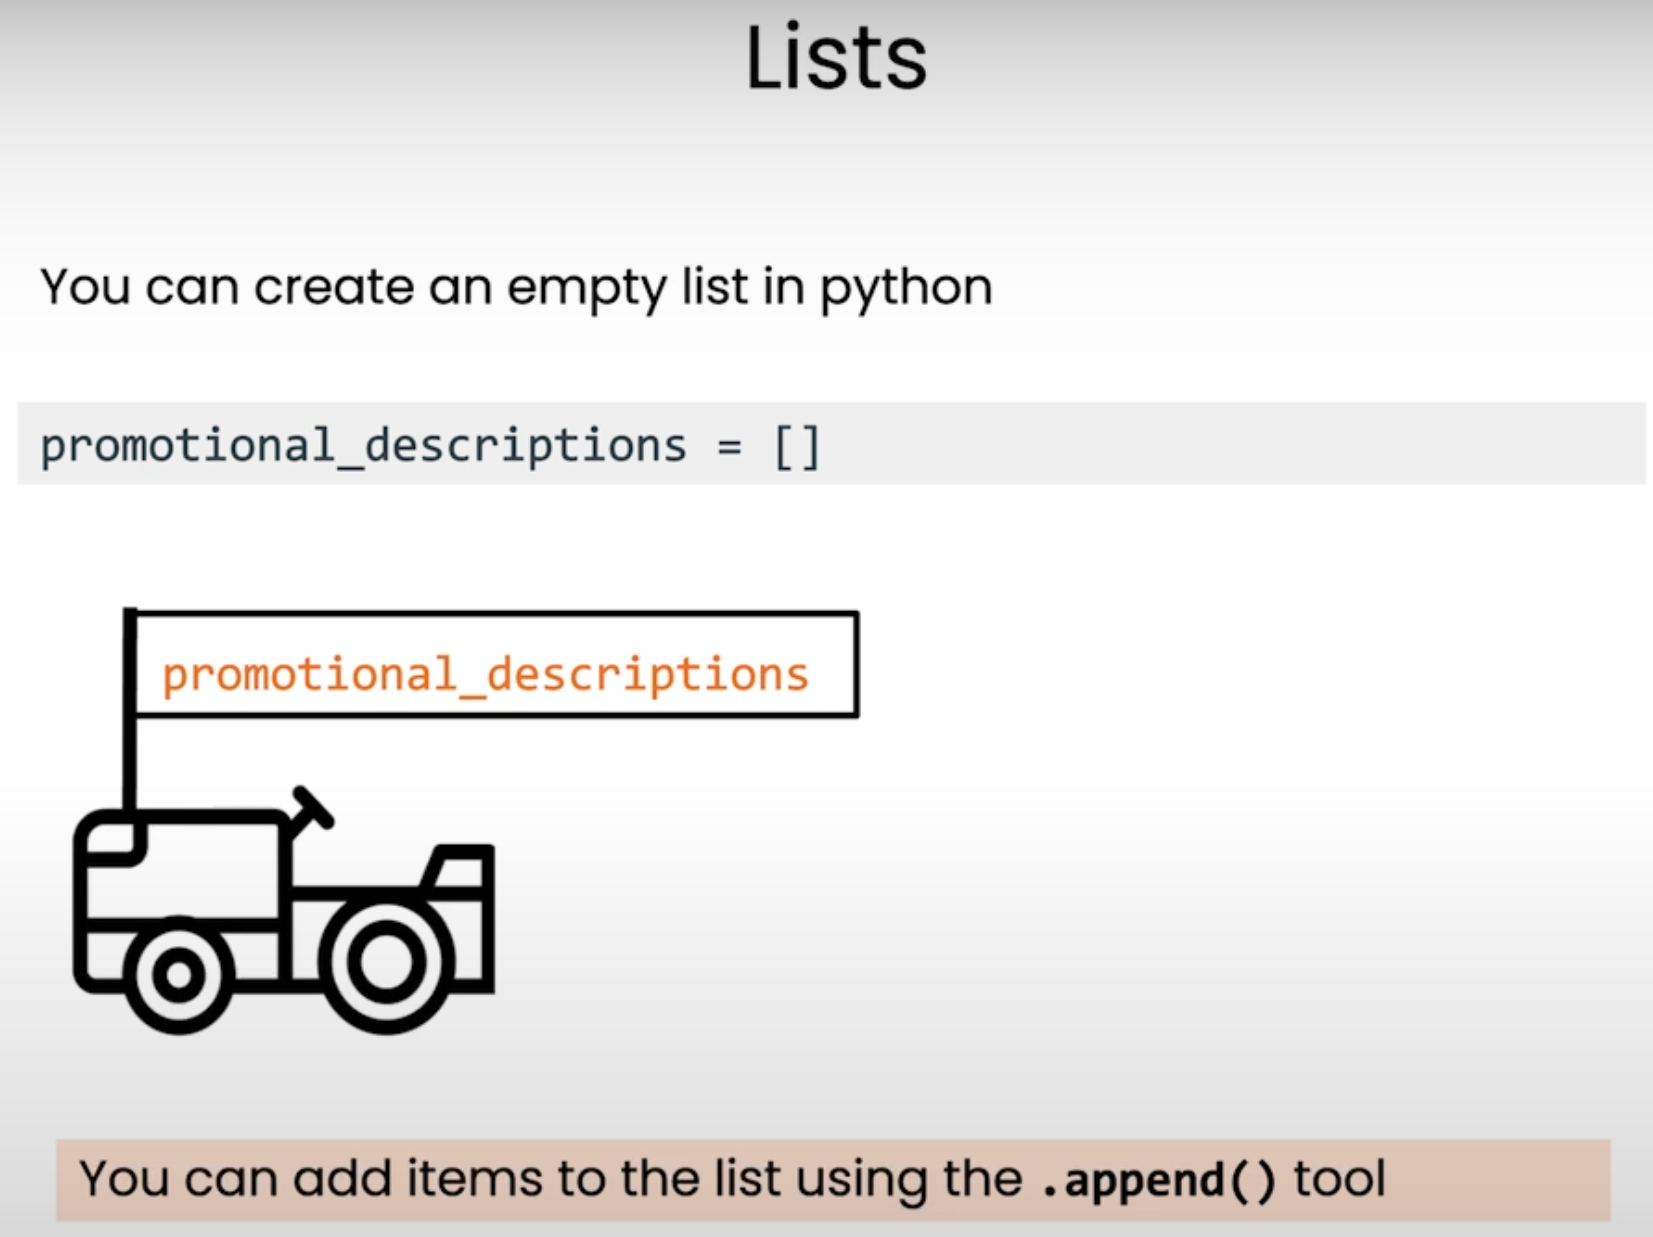 Lists
You can create an empty list in python
promotional_descriptions = []
promotional_descriptions
You can add items to the list using the .append() tool